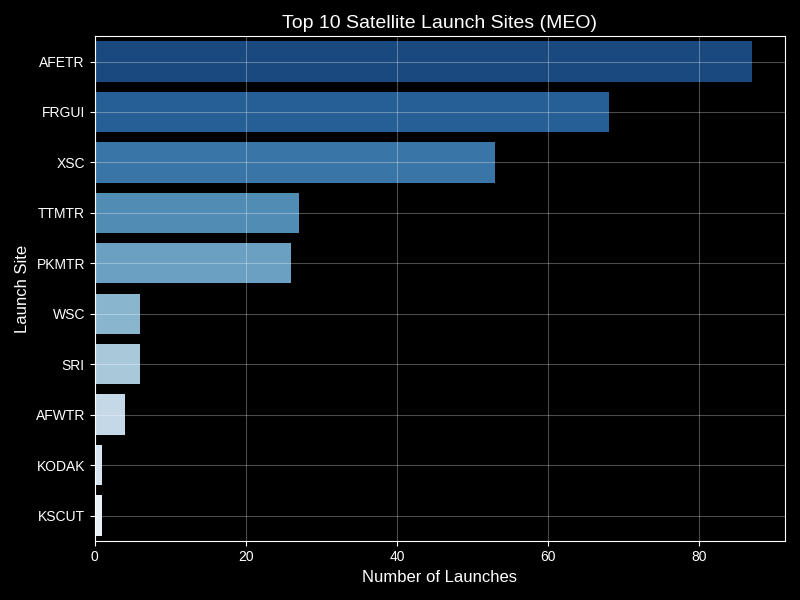 Top 10 Satellite Launch Sites (MEO)
Launch Site
AFETR
FRGUI
XSC
TTMTR
PKMTR
WSC
SRI
AFWTR
KODAK
KSCUT
0 20 40 60 80
Number of Launches